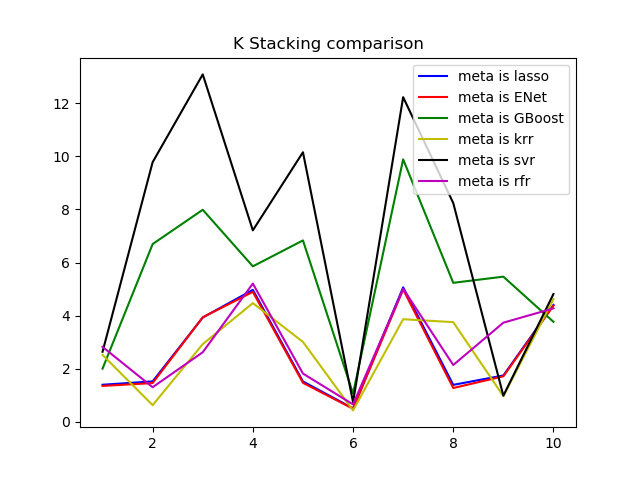 K Stacking comparison
meta is lasso
meta is ENet
meta is GBoost
meta is krr
meta is svr
meta is rfr
12
10
8
6
4
2
0
2 4 6 8 10